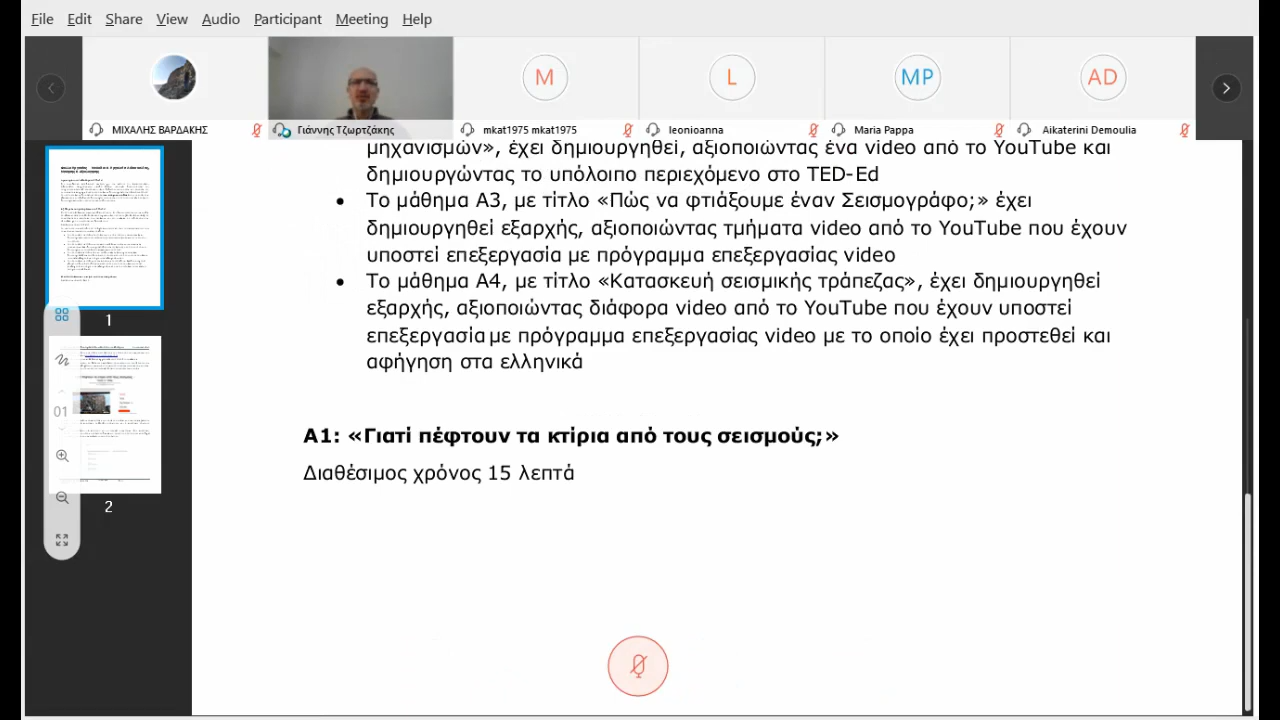 File Edit Share View Audio Participant Meeting Help
M L MP AD
ΜΙΧΑΛΗΣ ΒΑΡΔΑΚΗΣ Γιάννης Τζωρτζάκης mkat1975 mkat1975 leonioanna Maria Pappa Aikaterini Demoulia
μηχανισμών», έχει δημιουργηθεί, αξιοποιώντας ένα video από το YouTube και
δημιουργώντας το υπόλοιπο περιεχόμενο στο TED-Ed
• Το μάθημα Α3, με τίτλο «Πώς να φτιάξουμε έναν Σεισμογράφο;» έχει
δημιουργηθεί εξαρχής, αξιοποιώντας τμήματα video από το YouTube που έχουν
υποστεί επεξεργασία με πρόγραμμα επεξεργασίας video
• Το μάθημα Α4, με τίτλο «Κατασκευή σεισμικής τράπεζας», έχει δημιουργηθεί
εξαρχής, αξιοποιώντας διάφορα video από το YouTube που έχουν υποστεί
επεξεργασία με πρόγραμμα επεξεργασίας video με το οποίο έχει προστεθεί και
αφήγηση στα ελληνικά
Α1: «Γιατί πέφτουν τα κτίρια από τους σεισμούς;»
Διαθέσιμος χρόνος 15 λεπτά
1
01
2